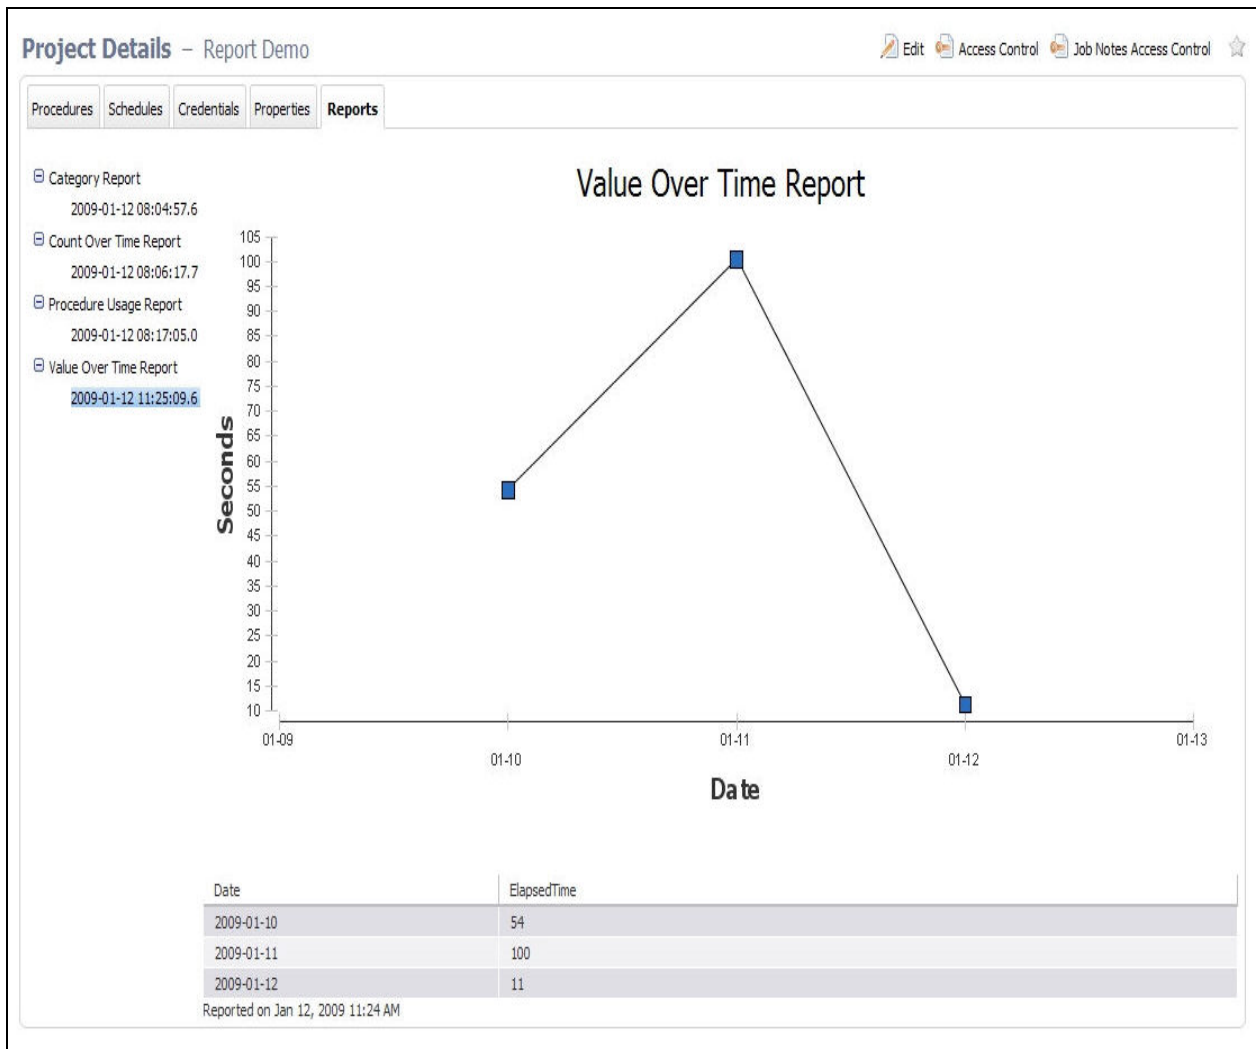 Project Details – Report Demo
Edit Access Control Job Notes Access Control
Procedures Schedules Credentials Properties Reports
Category Report
2009-01-12 08:04:57.6
Count Over Time Report
2009-01-12 08:06:17.7
Procedure Usage Report
2009-01-12 08:17:05.0
Value Over Time Report
2009-01-12 11:25:09.6
Value Over Time Report
105
100
95
90
85
80
75
70
65
60
55
50
45
40
35
30
25
20
15
10
Seconds
01-09 01-11 01-13
01-10 01-12
Date
Date ElapsedTime
2009-01-10 54
2009-01-11 100
2009-01-12 11
Reported on Jan 12, 2009 11:24 AM